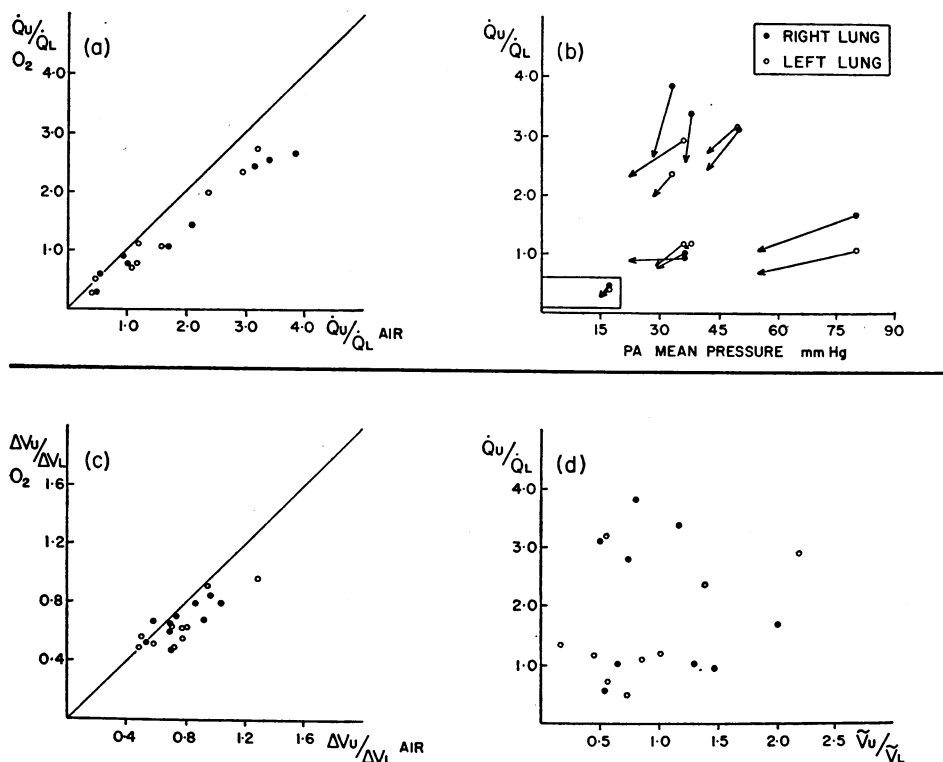 Q̇U/Q̇L
O2
(a)
4·0
3·0
2·0
1·0
1·0 2·0 3·0 4·0
Q̇U/Q̇L AIR
Q̇U/Q̇L
(b)
• RIGHT LUNG
○ LEFT LUNG
4·0
3·0
2·0
1·0
15 30 45 60 75 90
PA MEAN PRESSURE mm Hg
ΔVU/ΔVL
O2
(c)
1·6
1·2
0·8
0·4
0·4 0·8 1·2 1·6
ΔVU/ΔVL AIR
Q̇U/Q̇L
(d)
4·0
3·0
2·0
1·0
0·5 1·0 1·5 2·0 2·5
ṼU/ṼL